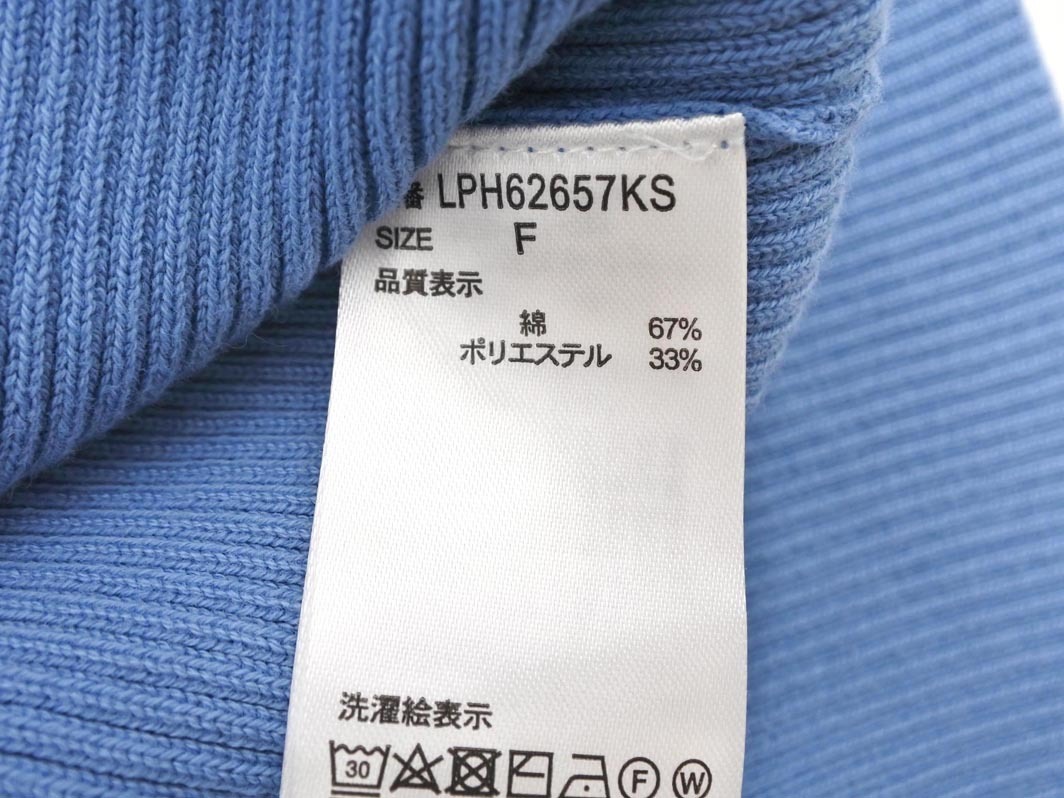 番 LPH62657KS
SIZE F
品質表示
綿 67%
ポリエステル 33%
洗濯絵表示
30 F W